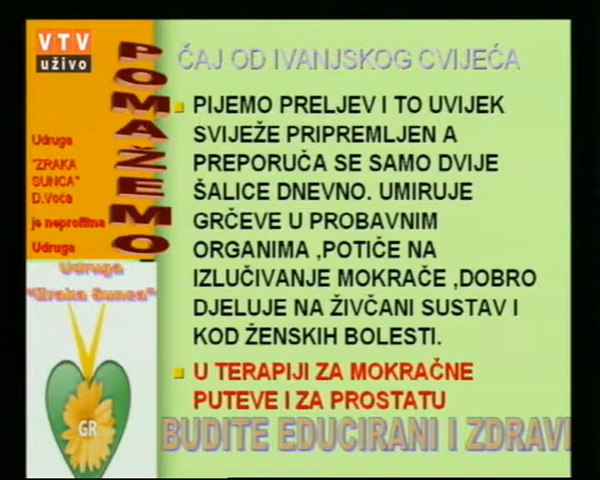 VTV
uživo
POMAŽEMO
Udruga
"ZRAKA
SUNCA"
D.Voća
je neprofitna
Udruga
Udruga
"Zraka Sunca"
GR
ČAJ OD IVANJSKOG CVIJEĆA
PIJEMO PRELJEV I TO UVIJEK
SVIJEŽE PRIPREMLJEN A
PREPORUČA SE SAMO DVIJE
ŠALICE DNEVNO. UMIRUJE
GRČEVE U PROBAVNIM
ORGANIMA ,POTIČE NA
IZLUČIVANJE MOKRAČE ,DOBRO
DJELUJE NA ŽIVČANI SUSTAV I
KOD ŽENSKIH BOLESTI.
U TERAPIJI ZA MOKRAČNE
PUTEVE I ZA PROSTATU
BUDITE EDUCIRANI I ZDRAVI